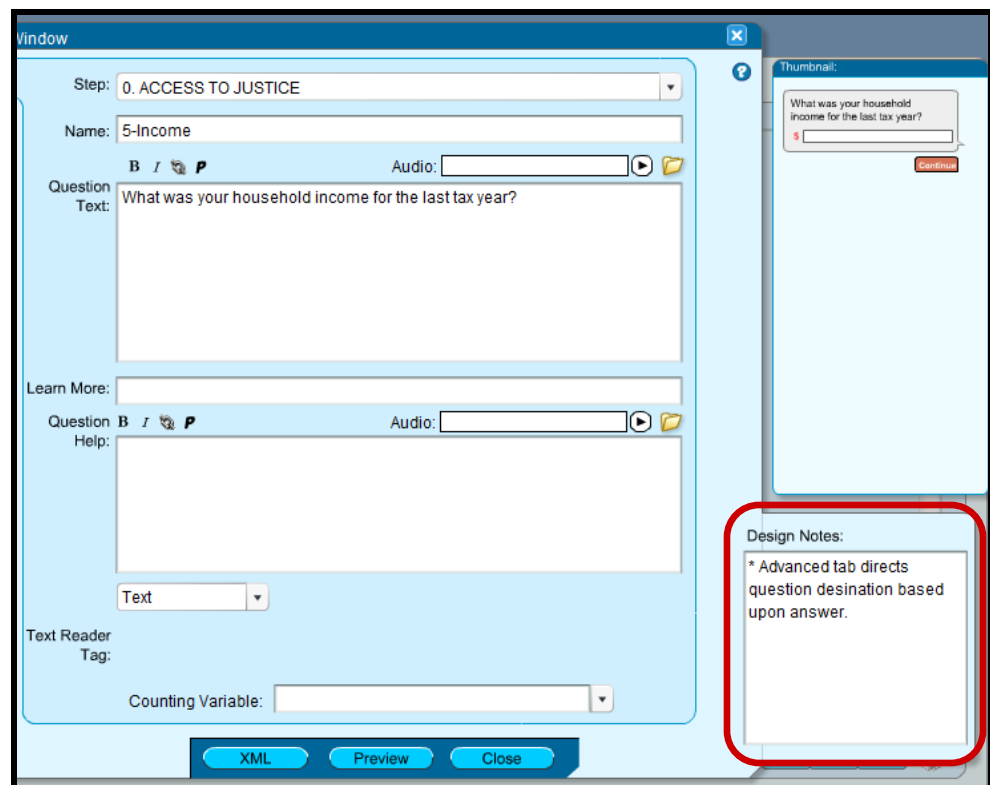 Window
Step: 0. ACCESS TO JUSTICE
Name: 5-Income
B I P Audio:
Question Text:
What was your household income for the last tax year?
Learn More:
Question Help:
B I P Audio:
Text
Text Reader Tag:
Counting Variable:
XML Preview Close
?
Thumbnail:
What was your household
income for the last tax year?
$
Continue
Design Notes:
* Advanced tab directs
question desination based
upon answer.